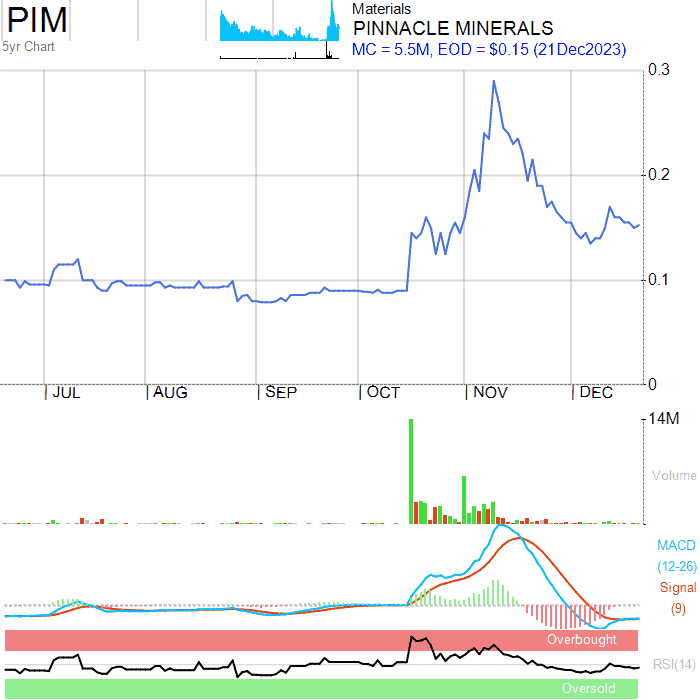 PIM
5yr Chart
Materials
PINNACLE MINERALS
MC = 5.5M, EOD = $0.15 (21Dec2023)
0.3
0.2
0.1
0
JUL AUG SEP OCT NOV DEC
14M
Volume
MACD
(12-26)
Signal
(9)
Overbought
RSI(14)
Oversold